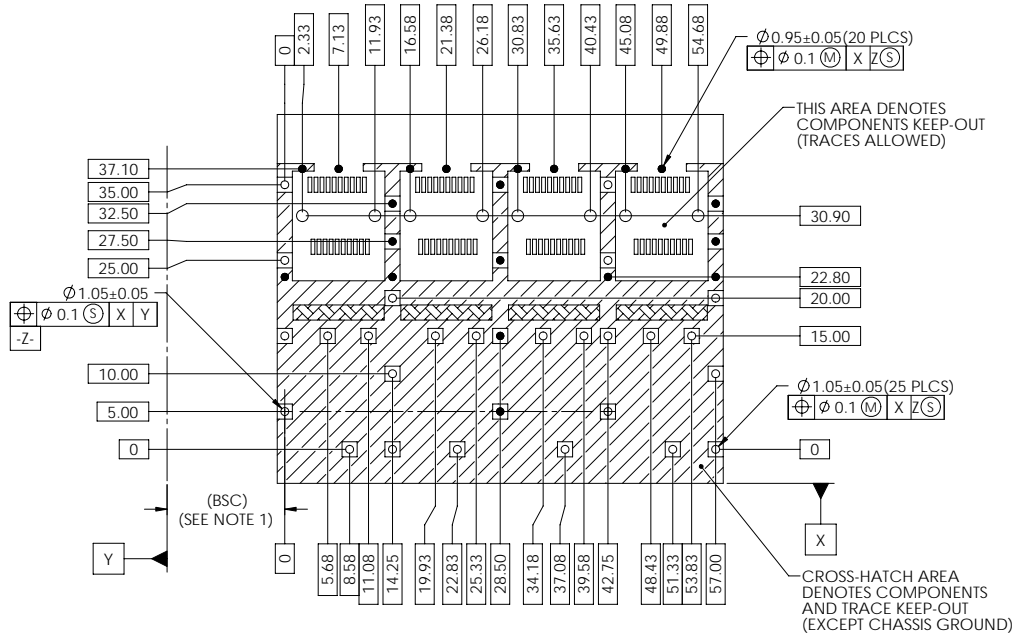 0
2.33
7.13
11.93
16.58
21.38
26.18
30.83
35.63
40.43
45.08
49.88
54.68
Ø0.95±0.05(20 PLCS)
⌖ Ø 0.1 Ⓜ X ZⓈ
THIS AREA DENOTES
COMPONENTS KEEP-OUT
(TRACES ALLOWED)
37.10
35.00
32.50
27.50
25.00
30.90
22.80
20.00
15.00
Ø1.05±0.05
⌖ Ø 0.1 Ⓢ X Y
-Z-
10.00
5.00
0
Ø1.05±0.05(25 PLCS)
⌖ Ø 0.1 Ⓜ X ZⓈ
0
(BSC)
(SEE NOTE 1)
Y
X
0
5.68
8.58
11.08
14.25
19.93
22.83
25.33
28.50
34.18
37.08
39.58
42.75
48.43
51.33
53.83
57.00
CROSS-HATCH AREA
DENOTES COMPONENTS
AND TRACE KEEP-OUT
(EXCEPT CHASSIS GROUND)